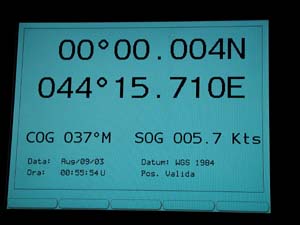 00°00.004N
044°15.710E
COG 037°M SOG 005.7 Kts
Data: Aug/09/03 Datum: WGS 1984
Ora: 00:55:54U Pos. Valida